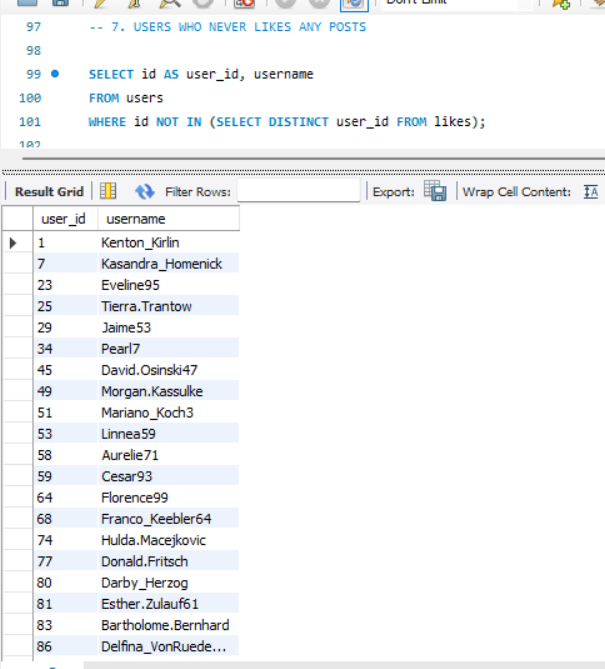 Don't Limit
97 -- 7. USERS WHO NEVER LIKES ANY POSTS
98
99 SELECT id AS user_id, username
100 FROM users
101 WHERE id NOT IN (SELECT DISTINCT user_id FROM likes);
102
Result Grid Filter Rows: Export: Wrap Cell Content: IA
user_id username
1 Kenton_Kirlin
7 Kasandra_Homenick
23 Eveline95
25 Tierra.Trantow
29 Jaime53
34 Pearl7
45 David.Osinski47
49 Morgan.Kassulke
51 Mariano_Koch3
53 Linnea59
58 Aurelie71
59 Cesar93
64 Florence99
68 Franco_Keebler64
74 Hulda.Macejkovic
77 Donald.Fritsch
80 Darby_Herzog
81 Esther.Zulauf61
83 Bartholome.Bernhard
86 Delfina_VonRuede...